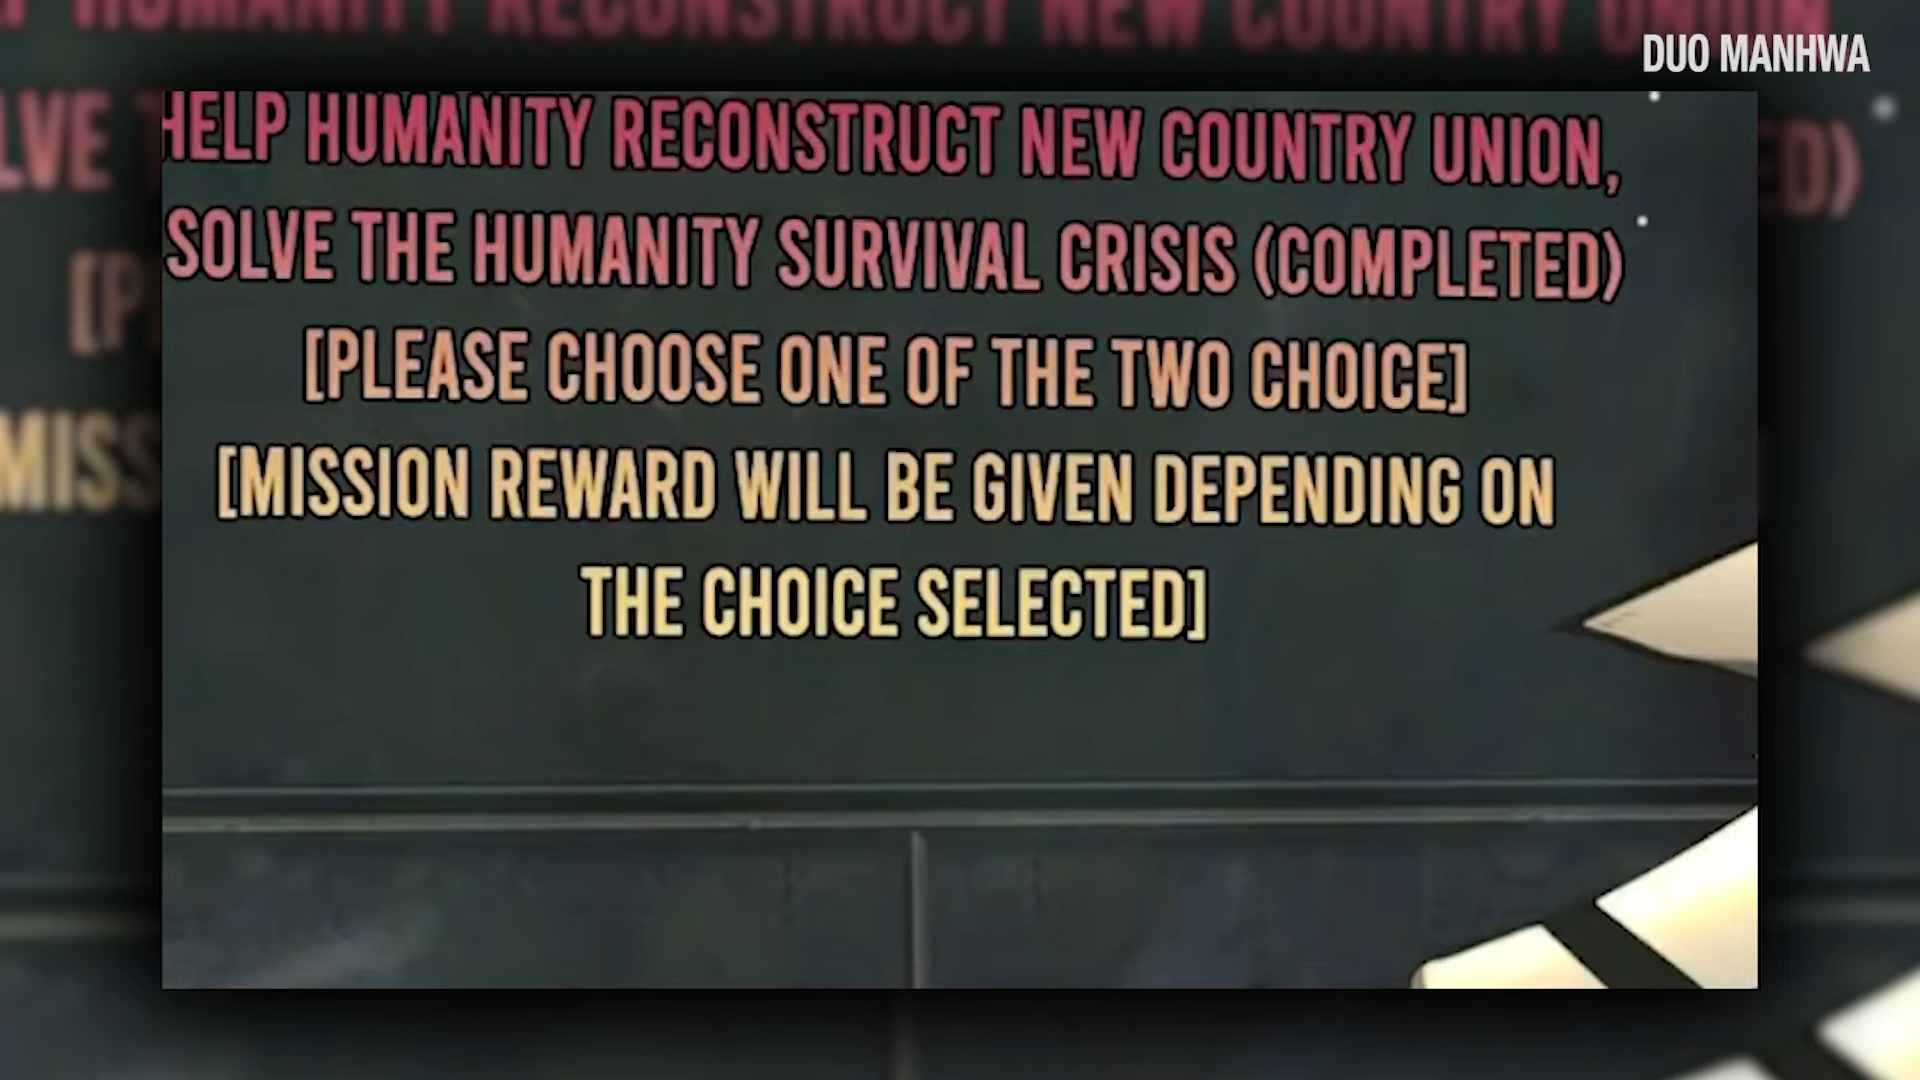 DUO MANHWA
HELP HUMANITY RECONSTRUCT NEW COUNTRY UNION,
SOLVE THE HUMANITY SURVIVAL CRISIS (COMPLETED)
[PLEASE CHOOSE ONE OF THE TWO CHOICE]
[MISSION REWARD WILL BE GIVEN DEPENDING ON
THE CHOICE SELECTED]